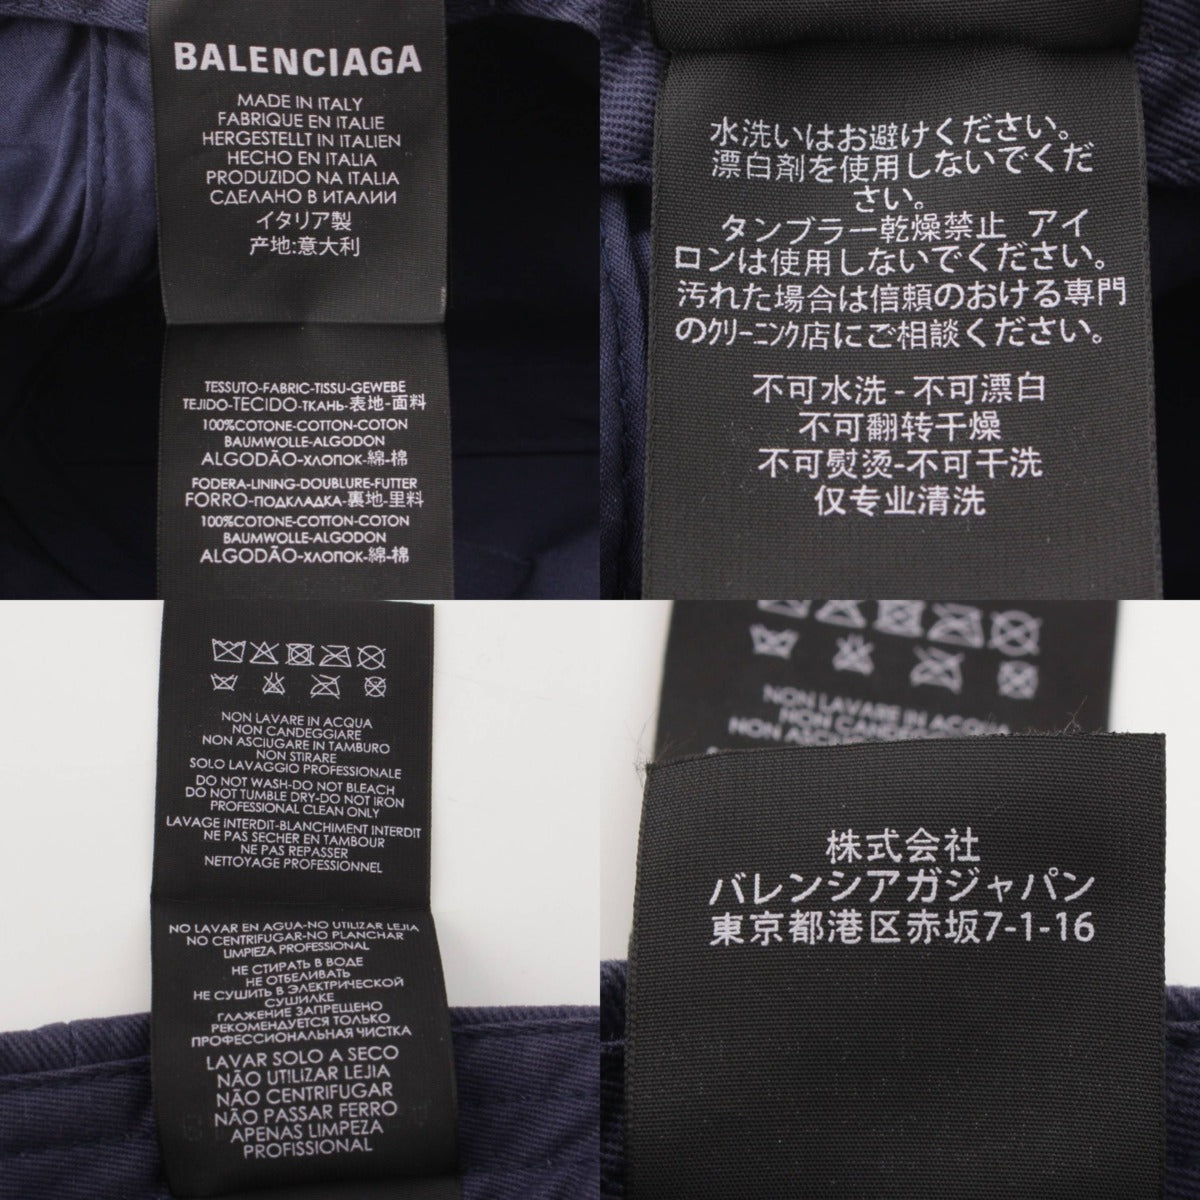 BALENCIAGA
MADE IN ITALY
FABRIQUE EN ITALIE
HERGESTELLT IN ITALIEN
HECHO EN ITALIA
PRODUZIDO NA ITALIA
СДЕЛАНО В ИТАЛИИ
イタリア製
产地:意大利
TESSUTO-FABRIC-TISSU-GEWEBE
TEJIDO-TECIDO-ТКАНЬ-表地-面料
100%COTONE-COTTON-COTON
BAUMWOLLE-ALGODON
ALGODÃO-ХЛОПОК-綿-棉
FODERA-LINING-DOUBLURE-FUTTER
FORRO-ПОДКЛАДКА-裏地-里料
100%COTONE-COTTON-COTON
BAUMWOLLE-ALGODON
ALGODÃO-ХЛОПОК-綿-棉
水洗いはお避けください。
漂白剤を使用しないでくだ
さい。
タンブラー乾燥禁止 アイ
ロンは使用しないでください。
汚れた場合は信頼のおける専門
のｸﾘｰﾆﾝｸ店にご相談ください。
不可水洗 - 不可漂白
不可翻转干燥
不可熨烫-不可干洗
仅专业清洗
NON LAVARE IN ACQUA
NON CANDEGGIARE
NON ASCIUGARE IN TAMBURO
NON STIRARE
SOLO LAVAGGIO PROFESSIONALE
DO NOT WASH-DO NOT BLEACH
DO NOT TUMBLE DRY-DO NOT IRON
PROFESSIONAL CLEAN ONLY
LAVAGE INTERDIT-BLANCHIMENT INTERDIT
NE PAS SECHER EN TAMBOUR
NE PAS REPASSER
NETTOYAGE PROFESSIONNEL
NO LAVAR EN AGUA-NO UTILIZAR LEJIA
NO CENTRIFUGAR-NO PLANCHAR
LIMPIEZA PROFESSIONAL
НЕ СТИРАТЬ В ВОДЕ
НЕ ОТБЕЛИВАТЬ
НЕ СУШИТЬ В ЭЛЕКТРИЧЕСКОЙ
СУШИЛКЕ
ГЛАЖЕНИЕ ЗАПРЕЩЕНО
РЕКОМЕНДУЕТСЯ ТОЛЬКО
ПРОФЕССИОНАЛЬНАЯ ЧИСТКА
LAVAR SOLO A SECO
NÃO UTILIZAR LEJIA
NÃO CENTRIFUGAR
NÃO PASSAR FERRO
APENAS LIMPEZA
PROFISSIONAL
NON LAVARE IN ACQUA
NON CANDEGGIARE
NON
株式会社
バレンシアガジャパン
東京都港区赤坂7-1-16